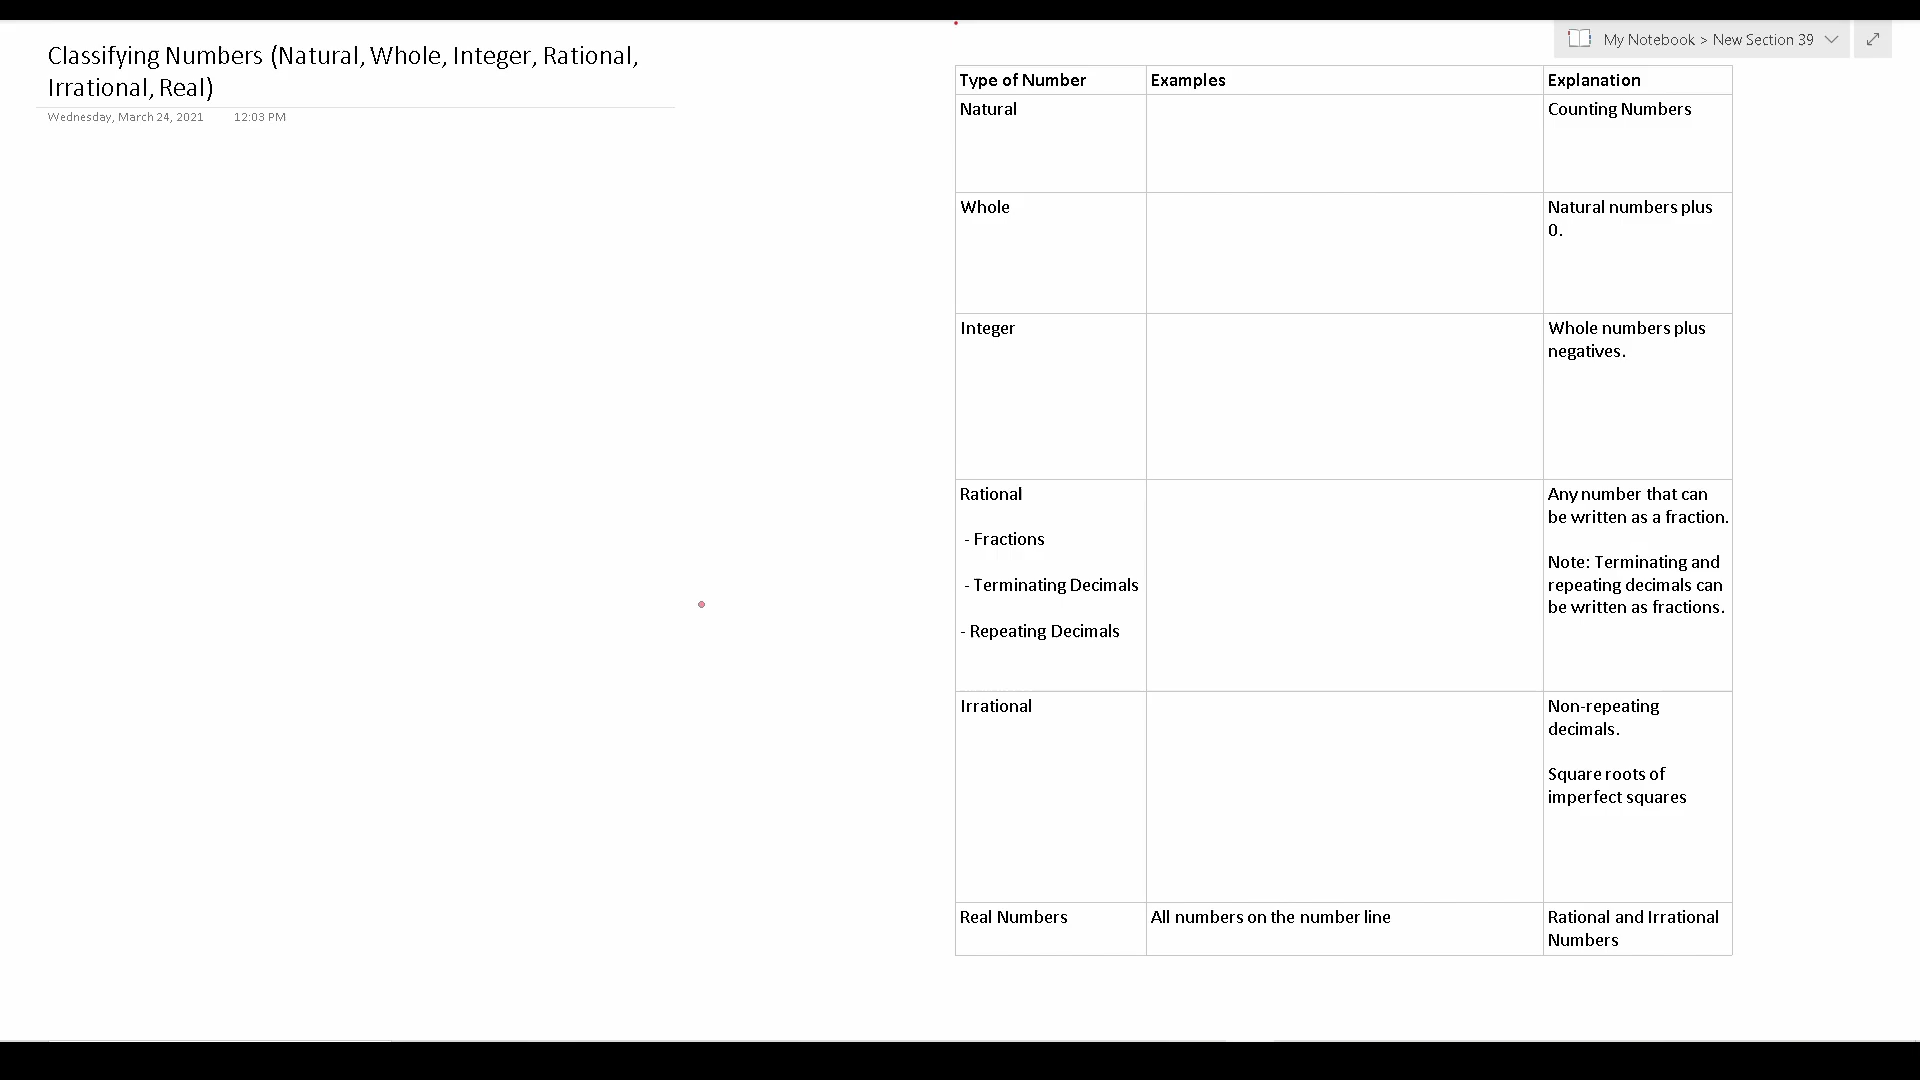 Classifying Numbers (Natural, Whole, Integer, Rational,
Irrational, Real)
Wednesday, March 24, 2021 12:03 PM
My Notebook > New Section 39
Type of Number Examples Explanation
Natural Counting Numbers
Whole Natural numbers plus
0.
Integer Whole numbers plus
negatives.
Rational Any number that can
be written as a fraction.
- Fractions
Note: Terminating and
- Terminating Decimals repeating decimals can
be written as fractions.
- Repeating Decimals
Irrational Non-repeating
decimals.
Square roots of
imperfect squares
Real Numbers All numbers on the number line Rational and Irrational
Numbers